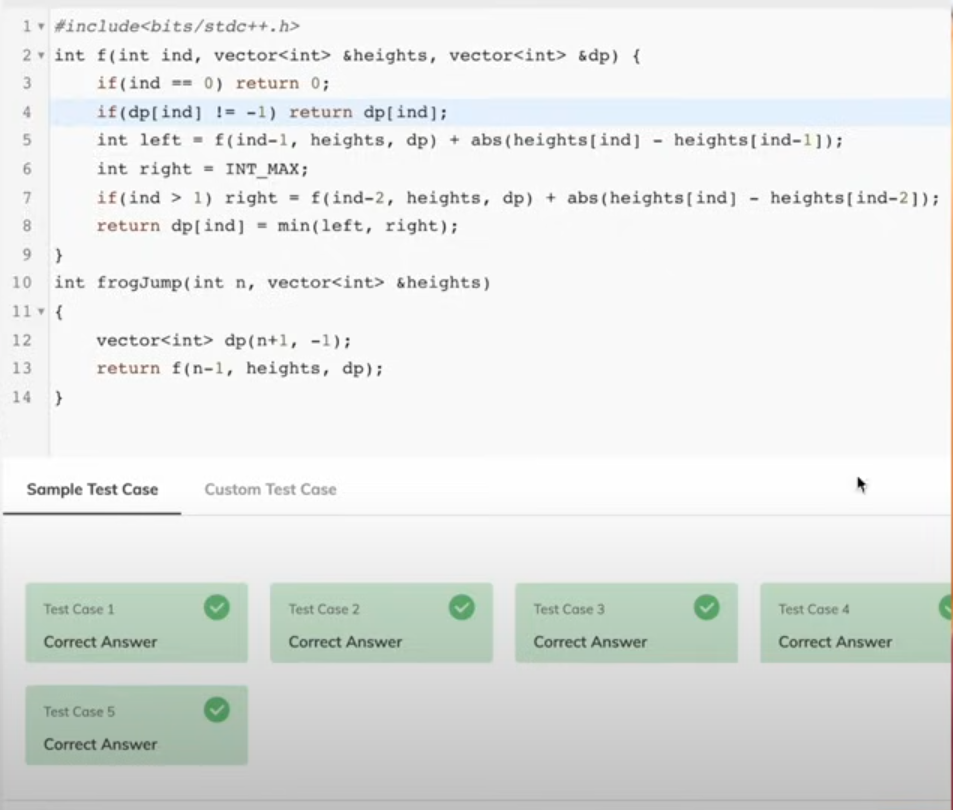 1 #include<bits/stdc++.h>
2 int f(int ind, vector<int> &heights, vector<int> &dp) {
3 if(ind == 0) return 0;
4 if(dp[ind] != -1) return dp[ind];
5 int left = f(ind-1, heights, dp) + abs(heights[ind] - heights[ind-1]);
6 int right = INT_MAX;
7 if(ind > 1) right = f(ind-2, heights, dp) + abs(heights[ind] - heights[ind-2]);
8 return dp[ind] = min(left, right);
9 }
10 int frogJump(int n, vector<int> &heights)
11 {
12 vector<int> dp(n+1, -1);
13 return f(n-1, heights, dp);
14 }
Sample Test Case Custom Test Case
Test Case 1 Test Case 2 Test Case 3 Test Case 4
Correct Answer Correct Answer Correct Answer Correct Answer
Test Case 5
Correct Answer